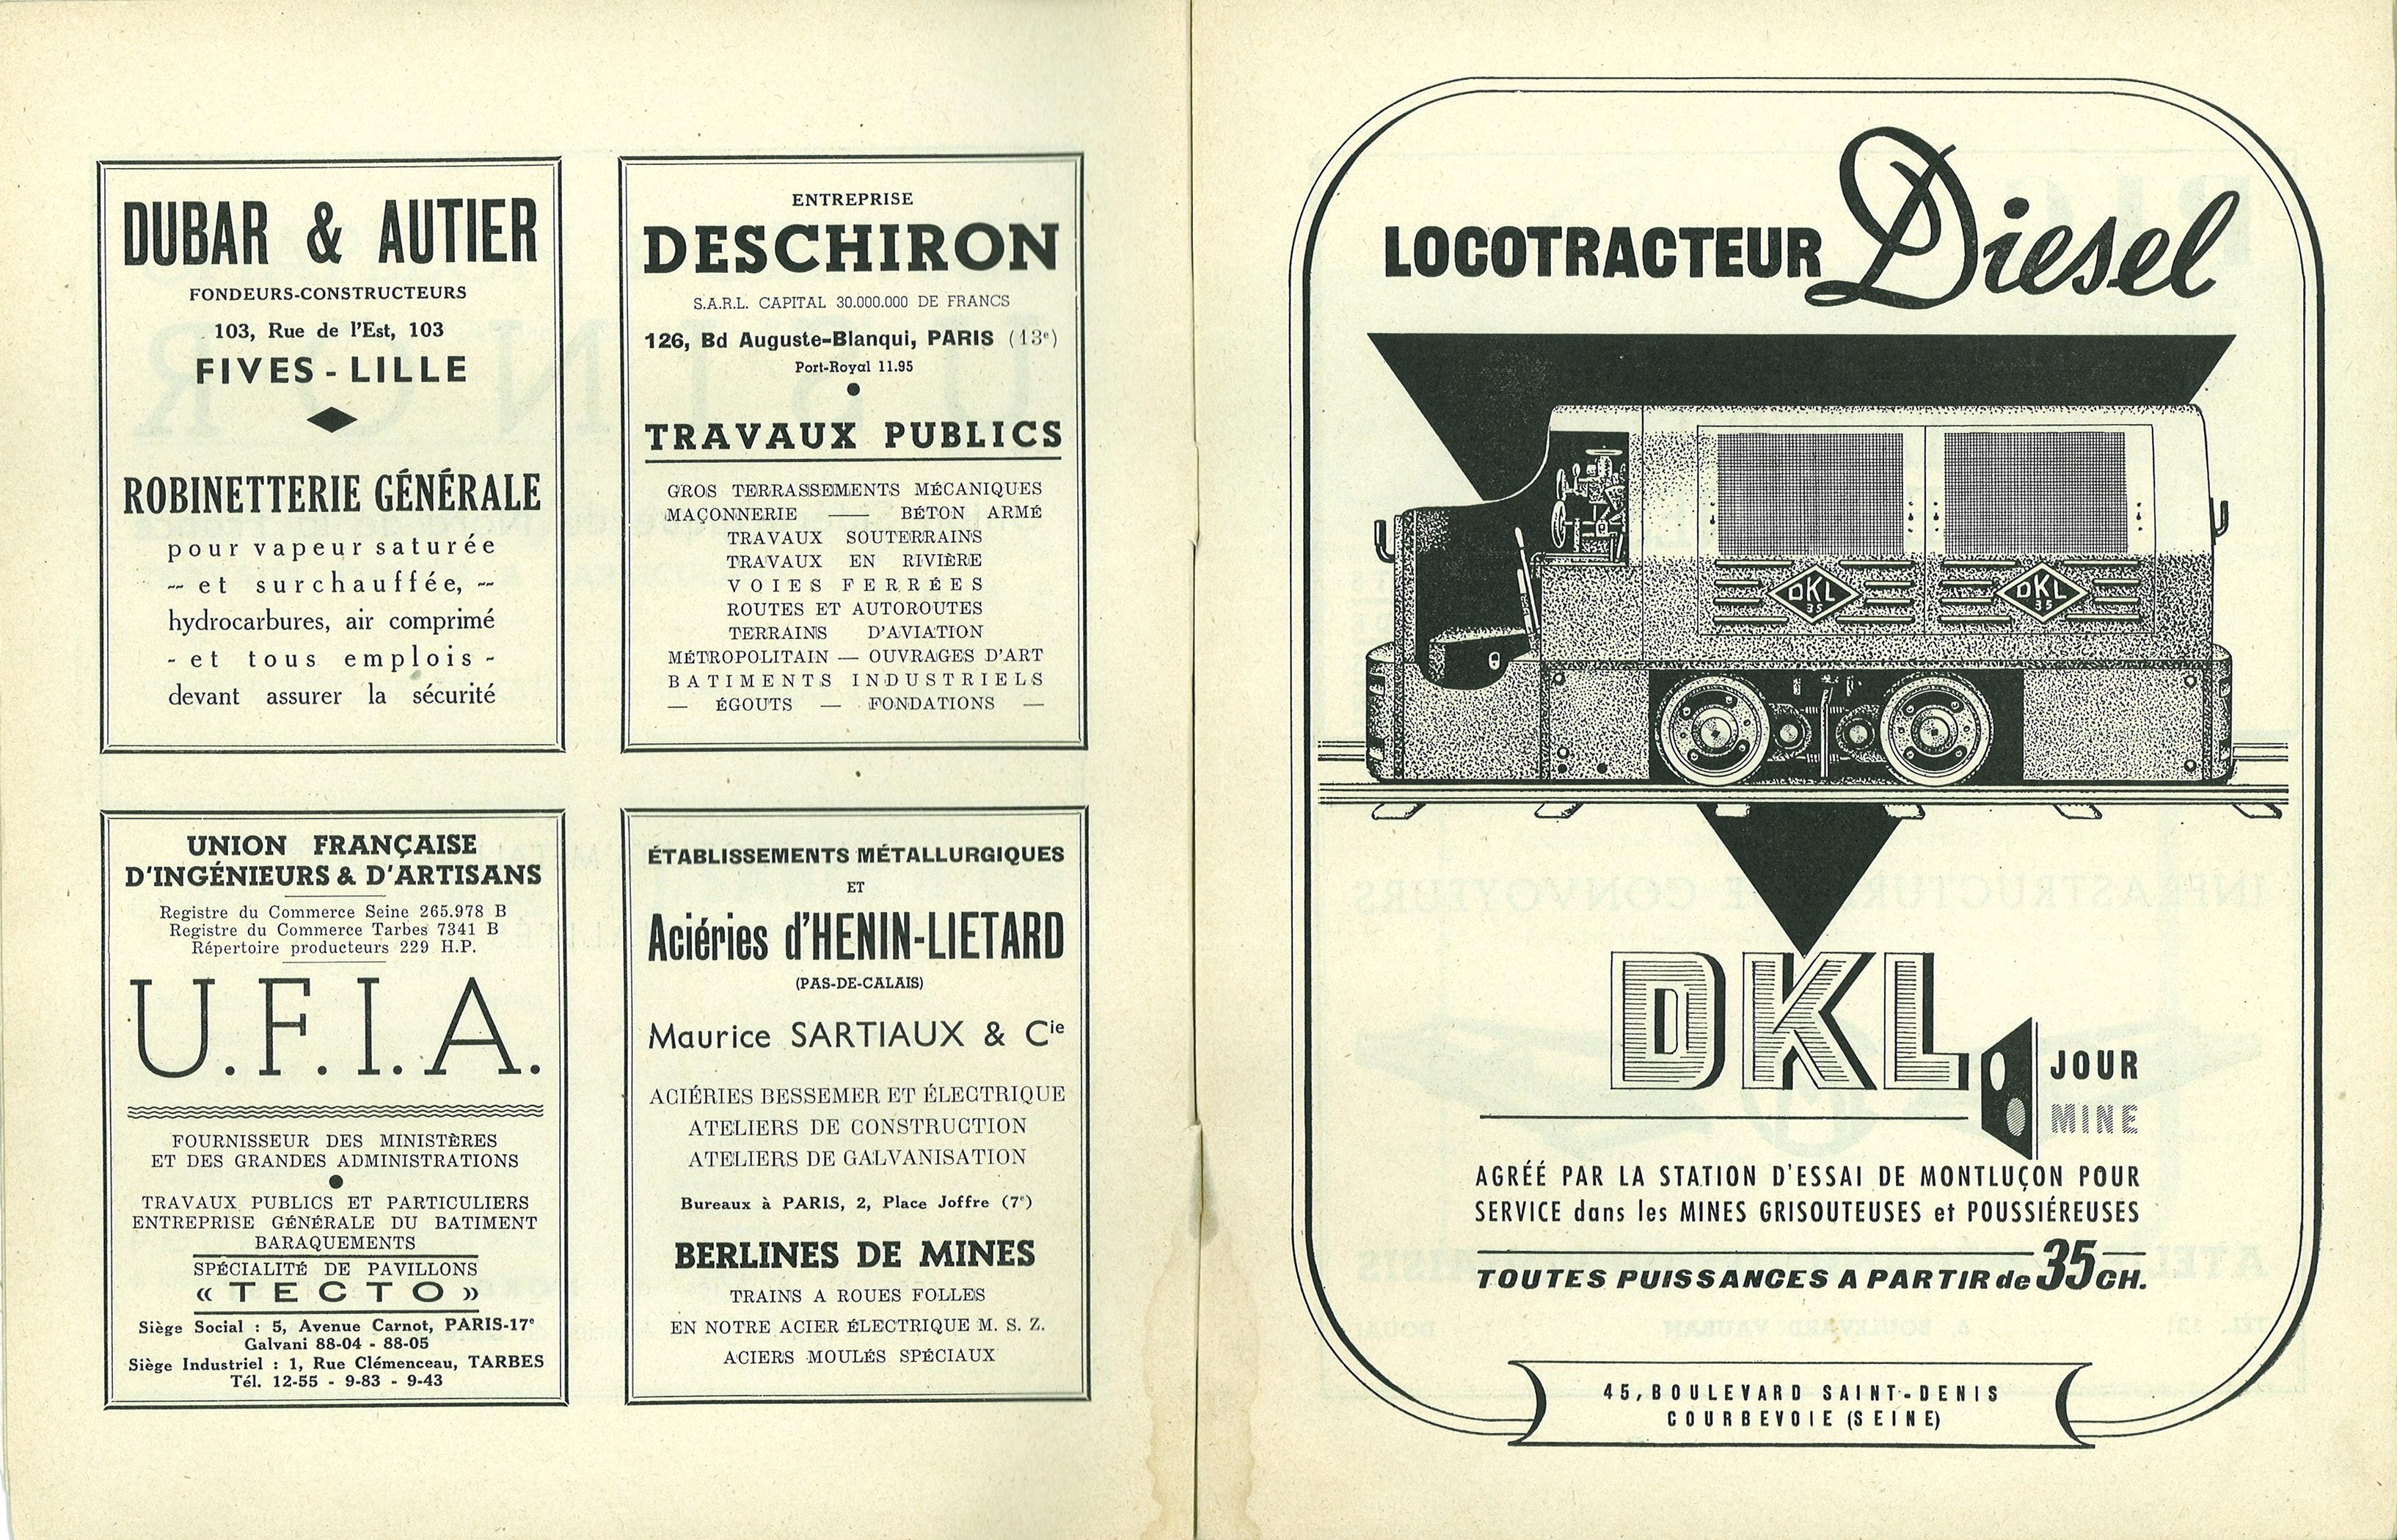 DUBAR & AUTIER
FONDEURS-CONSTRUCTEURS
103, Rue de l'Est, 103
FIVES - LILLE
ROBINETTERIE GÉNÉRALE
pour vapeur saturée
-- et surchauffée, --
hydrocarbures, air comprimé
- et tous emplois -
devant assurer la sécurité
ENTREPRISE
DESCHIRON
S.A.R.L. CAPITAL 30.000.000 DE FRANCS
126, Bd Auguste-Blanqui, PARIS (13e)
Port-Royal 11.95
TRAVAUX PUBLICS
GROS TERRASSEMENTS MÉCANIQUES
MAÇONNERIE — BÉTON ARMÉ
TRAVAUX SOUTERRAINS
TRAVAUX EN RIVIÈRE
VOIES FERRÉES
ROUTES ET AUTOROUTES
TERRAINS D'AVIATION
MÉTROPOLITAIN — OUVRAGES D'ART
BATIMENTS INDUSTRIELS
— ÉGOUTS — FONDATIONS —
UNION FRANÇAISE
D'INGÉNIEURS & D'ARTISANS
Registre du Commerce Seine 265.978 B
Registre du Commerce Tarbes 7341 B
Répertoire producteurs 229 H.P.
U.F.I.A.
FOURNISSEUR DES MINISTÈRES
ET DES GRANDES ADMINISTRATIONS
TRAVAUX PUBLICS ET PARTICULIERS
ENTREPRISE GÉNÉRALE DU BATIMENT
BARAQUEMENTS
SPÉCIALITÉ DE PAVILLONS
« TECTO »
Siège Social : 5, Avenue Carnot, PARIS-17e
Galvani 88-04 - 88-05
Siège Industriel : 1, Rue Clémenceau, TARBES
Tél. 12-55 - 9-83 - 9-43
ÉTABLISSEMENTS MÉTALLURGIQUES
ET
Aciéries d'HENIN-LIETARD
(PAS-DE-CALAIS)
Maurice SARTIAUX & Cie
ACIÉRIES BESSEMER ET ÉLECTRIQUE
ATELIERS DE CONSTRUCTION
ATELIERS DE GALVANISATION
Bureaux à PARIS, 2, Place Joffre (7e)
BERLINES DE MINES
TRAINS A ROUES FOLLES
EN NOTRE ACIER ÉLECTRIQUE M. S. Z.
ACIERS MOULÉS SPÉCIAUX
LOCOTRACTEUR Diesel
DKL 35 DKL 35
DKL
JOUR
MINE
AGRÉÉ PAR LA STATION D'ESSAI DE MONTLUÇON POUR
SERVICE dans les MINES GRISOUTEUSES et POUSSIÉREUSES
TOUTES PUISSANCES A PARTIR de 35 CH.
45, BOULEVARD SAINT-DENIS
COURBEVOIE (SEINE)